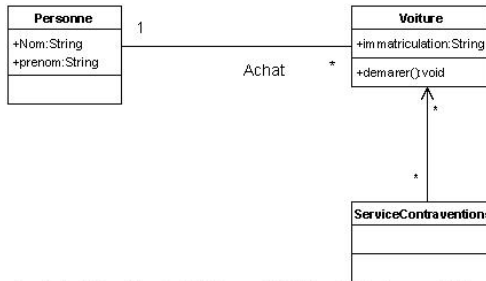 Personne
+Nom:String
+prenom:String
1
Achat
*
Voiture
+immatriculation:String
+demarer():void
*
*
ServiceContraventions